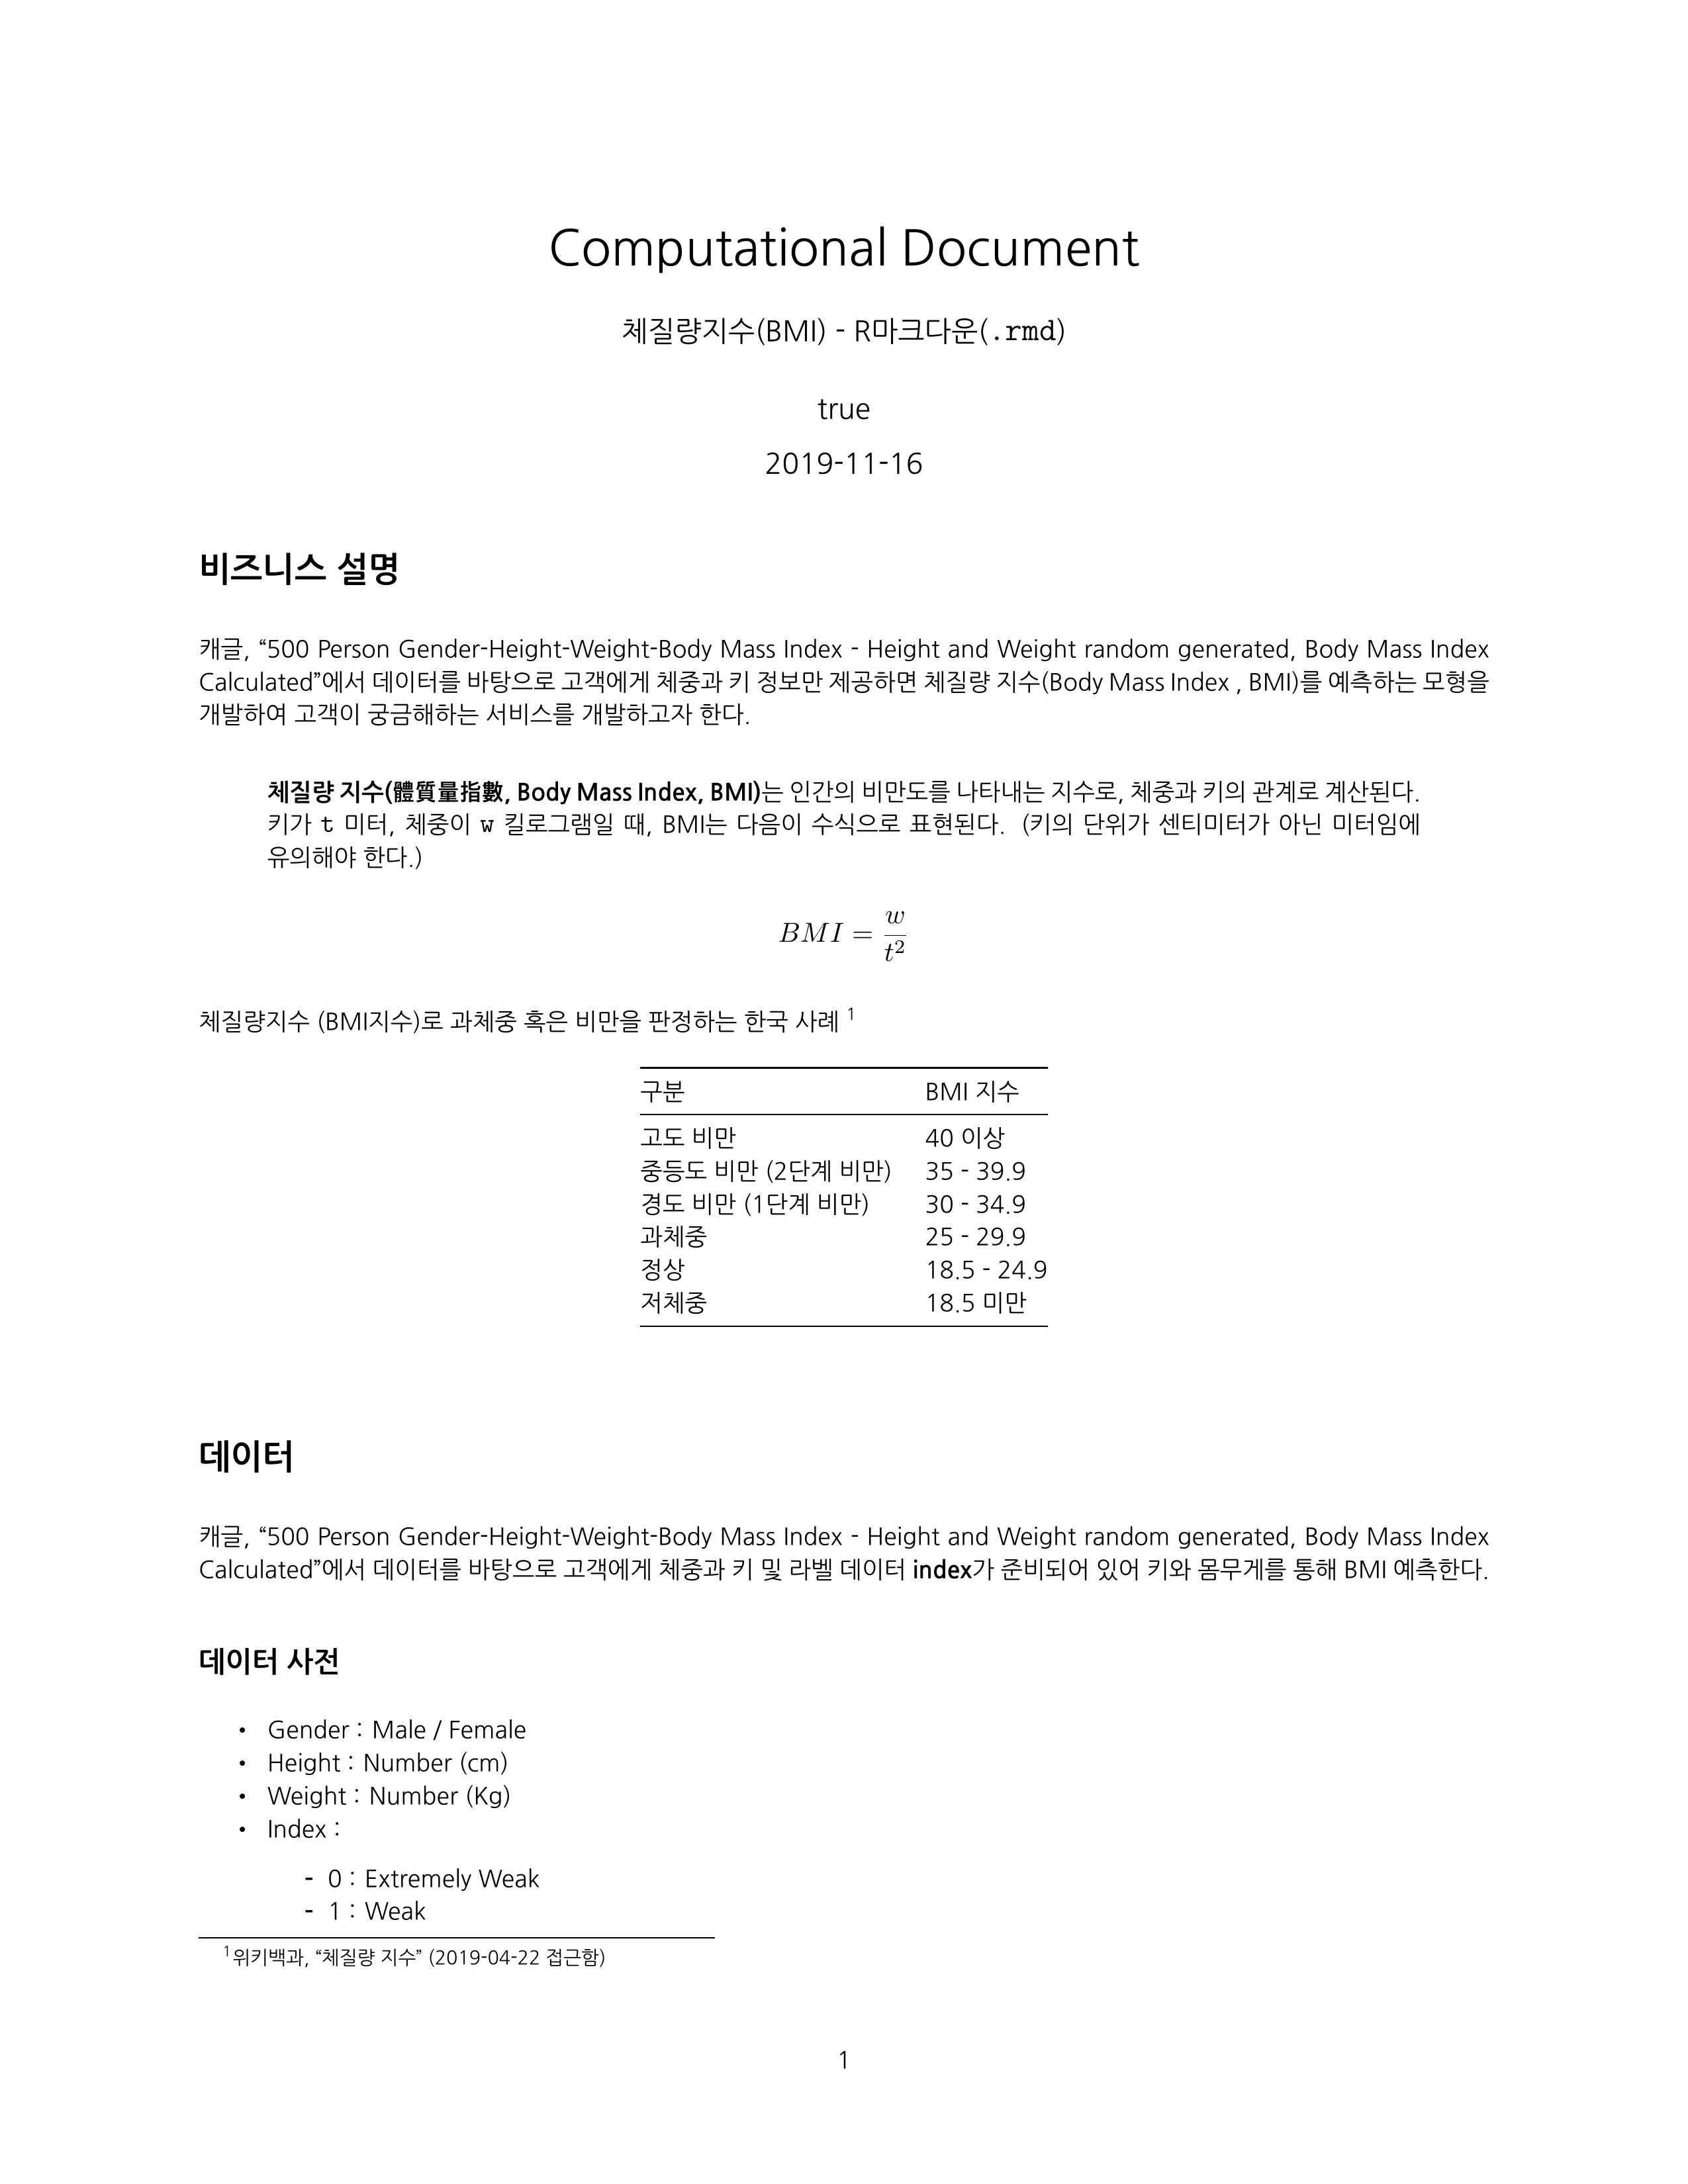 Computational Document
체질량지수(BMI) - R마크다운(.rmd)
true
2019-11-16
비즈니스 설명
캐글, “500 Person Gender-Height-Weight-Body Mass Index - Height and Weight random generated, Body Mass Index
Calculated”에서 데이터를 바탕으로 고객에게 체중과 키 정보만 제공하면 체질량 지수(Body Mass Index , BMI)를 예측하는 모형을
개발하여 고객이 궁금해하는 서비스를 개발하고자 한다.
체질량 지수(體質量指數, Body Mass Index, BMI)는 인간의 비만도를 나타내는 지수로, 체중과 키의 관계로 계산된다.
키가 t 미터, 체중이 w 킬로그램일 때, BMI는 다음이 수식으로 표현된다. (키의 단위가 센티미터가 아닌 미터임에
유의해야 한다.)
BMI = w/t²
체질량지수 (BMI지수)로 과체중 혹은 비만을 판정하는 한국 사례 1
구분 BMI 지수
고도 비만 40 이상
중등도 비만 (2단계 비만) 35 - 39.9
경도 비만 (1단계 비만) 30 - 34.9
과체중 25 - 29.9
정상 18.5 - 24.9
저체중 18.5 미만
데이터
캐글, “500 Person Gender-Height-Weight-Body Mass Index - Height and Weight random generated, Body Mass Index
Calculated”에서 데이터를 바탕으로 고객에게 체중과 키 및 라벨 데이터 index가 준비되어 있어 키와 몸무게를 통해 BMI 예측한다.
데이터 사전
• Gender : Male / Female
• Height : Number (cm)
• Weight : Number (Kg)
• Index :
- 0 : Extremely Weak
- 1 : Weak
1 위키백과, “체질량 지수” (2019-04-22 접근함)
1